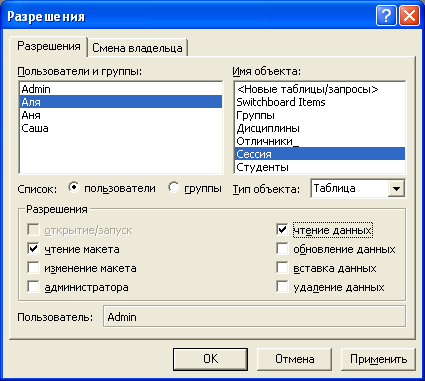 Разрешения
Разрешения Смена владельца
Пользователи и группы: Имя объекта:
Admin
Аля
Аня
Саша
<Новые таблицы/запросы>
Switchboard Items
Группы
Дисциплины
Отличники_
Сессия
Студенты
Список: пользователи группы Тип объекта: Таблица
Разрешения
открытие/запуск чтение данных
чтение макета обновление данных
изменение макета вставка данных
администратора удаление данных
Пользователь: Admin
OK Отмена Применить